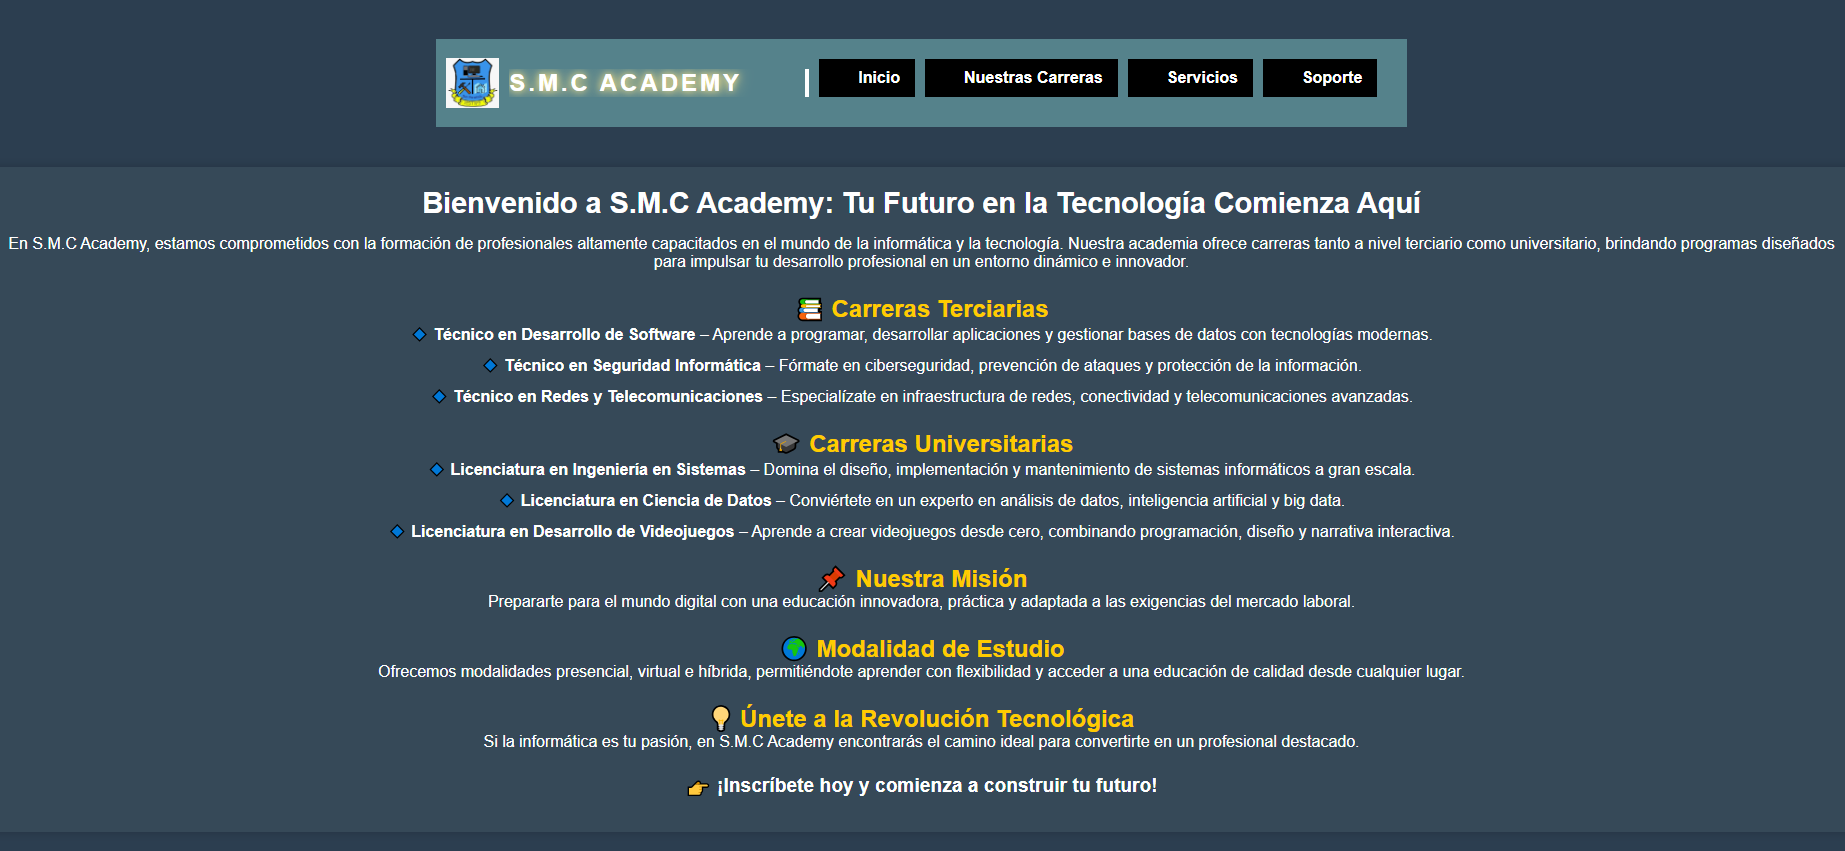 S.M.C ACADEMY
Inicio
Nuestras Carreras
Servicios
Soporte
Bienvenido a S.M.C Academy: Tu Futuro en la Tecnología Comienza Aquí
En S.M.C Academy, estamos comprometidos con la formación de profesionales altamente capacitados en el mundo de la informática y la tecnología. Nuestra academia ofrece carreras tanto a nivel terciario como universitario, brindando programas diseñados
para impulsar tu desarrollo profesional en un entorno dinámico e innovador.
📚 Carreras Terciarias
🔹 Técnico en Desarrollo de Software – Aprende a programar, desarrollar aplicaciones y gestionar bases de datos con tecnologías modernas.
🔹 Técnico en Seguridad Informática – Fórmate en ciberseguridad, prevención de ataques y protección de la información.
🔹 Técnico en Redes y Telecomunicaciones – Especialízate en infraestructura de redes, conectividad y telecomunicaciones avanzadas.
🎓 Carreras Universitarias
🔹 Licenciatura en Ingeniería en Sistemas – Domina el diseño, implementación y mantenimiento de sistemas informáticos a gran escala.
🔹 Licenciatura en Ciencia de Datos – Conviértete en un experto en análisis de datos, inteligencia artificial y big data.
🔹 Licenciatura en Desarrollo de Videojuegos – Aprende a crear videojuegos desde cero, combinando programación, diseño y narrativa interactiva.
📌 Nuestra Misión
Prepararte para el mundo digital con una educación innovadora, práctica y adaptada a las exigencias del mercado laboral.
🌍 Modalidad de Estudio
Ofrecemos modalidades presencial, virtual e híbrida, permitiéndote aprender con flexibilidad y acceder a una educación de calidad desde cualquier lugar.
💡 Únete a la Revolución Tecnológica
Si la informática es tu pasión, en S.M.C Academy encontrarás el camino ideal para convertirte en un profesional destacado.
👉 ¡Inscríbete hoy y comienza a construir tu futuro!